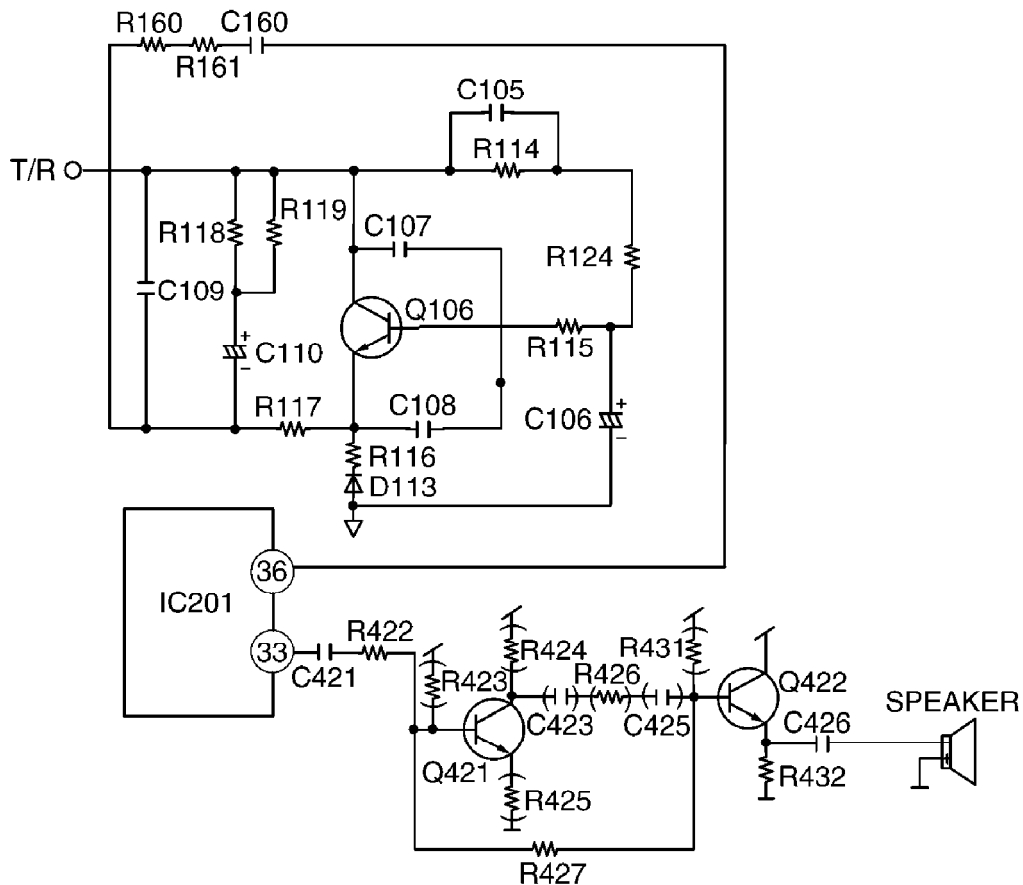 R160
C160
R161
C105
R114
T/R
R119
R118
C107
R124
C109
Q106
C110
R115
R117
C108
C106
+
−
+
−
R116
D113
36
IC201
33
R422
C421
R423
R424
R431
R426
Q422
C423
C425
C426
SPEAKER
Q421
R425
R432
R427